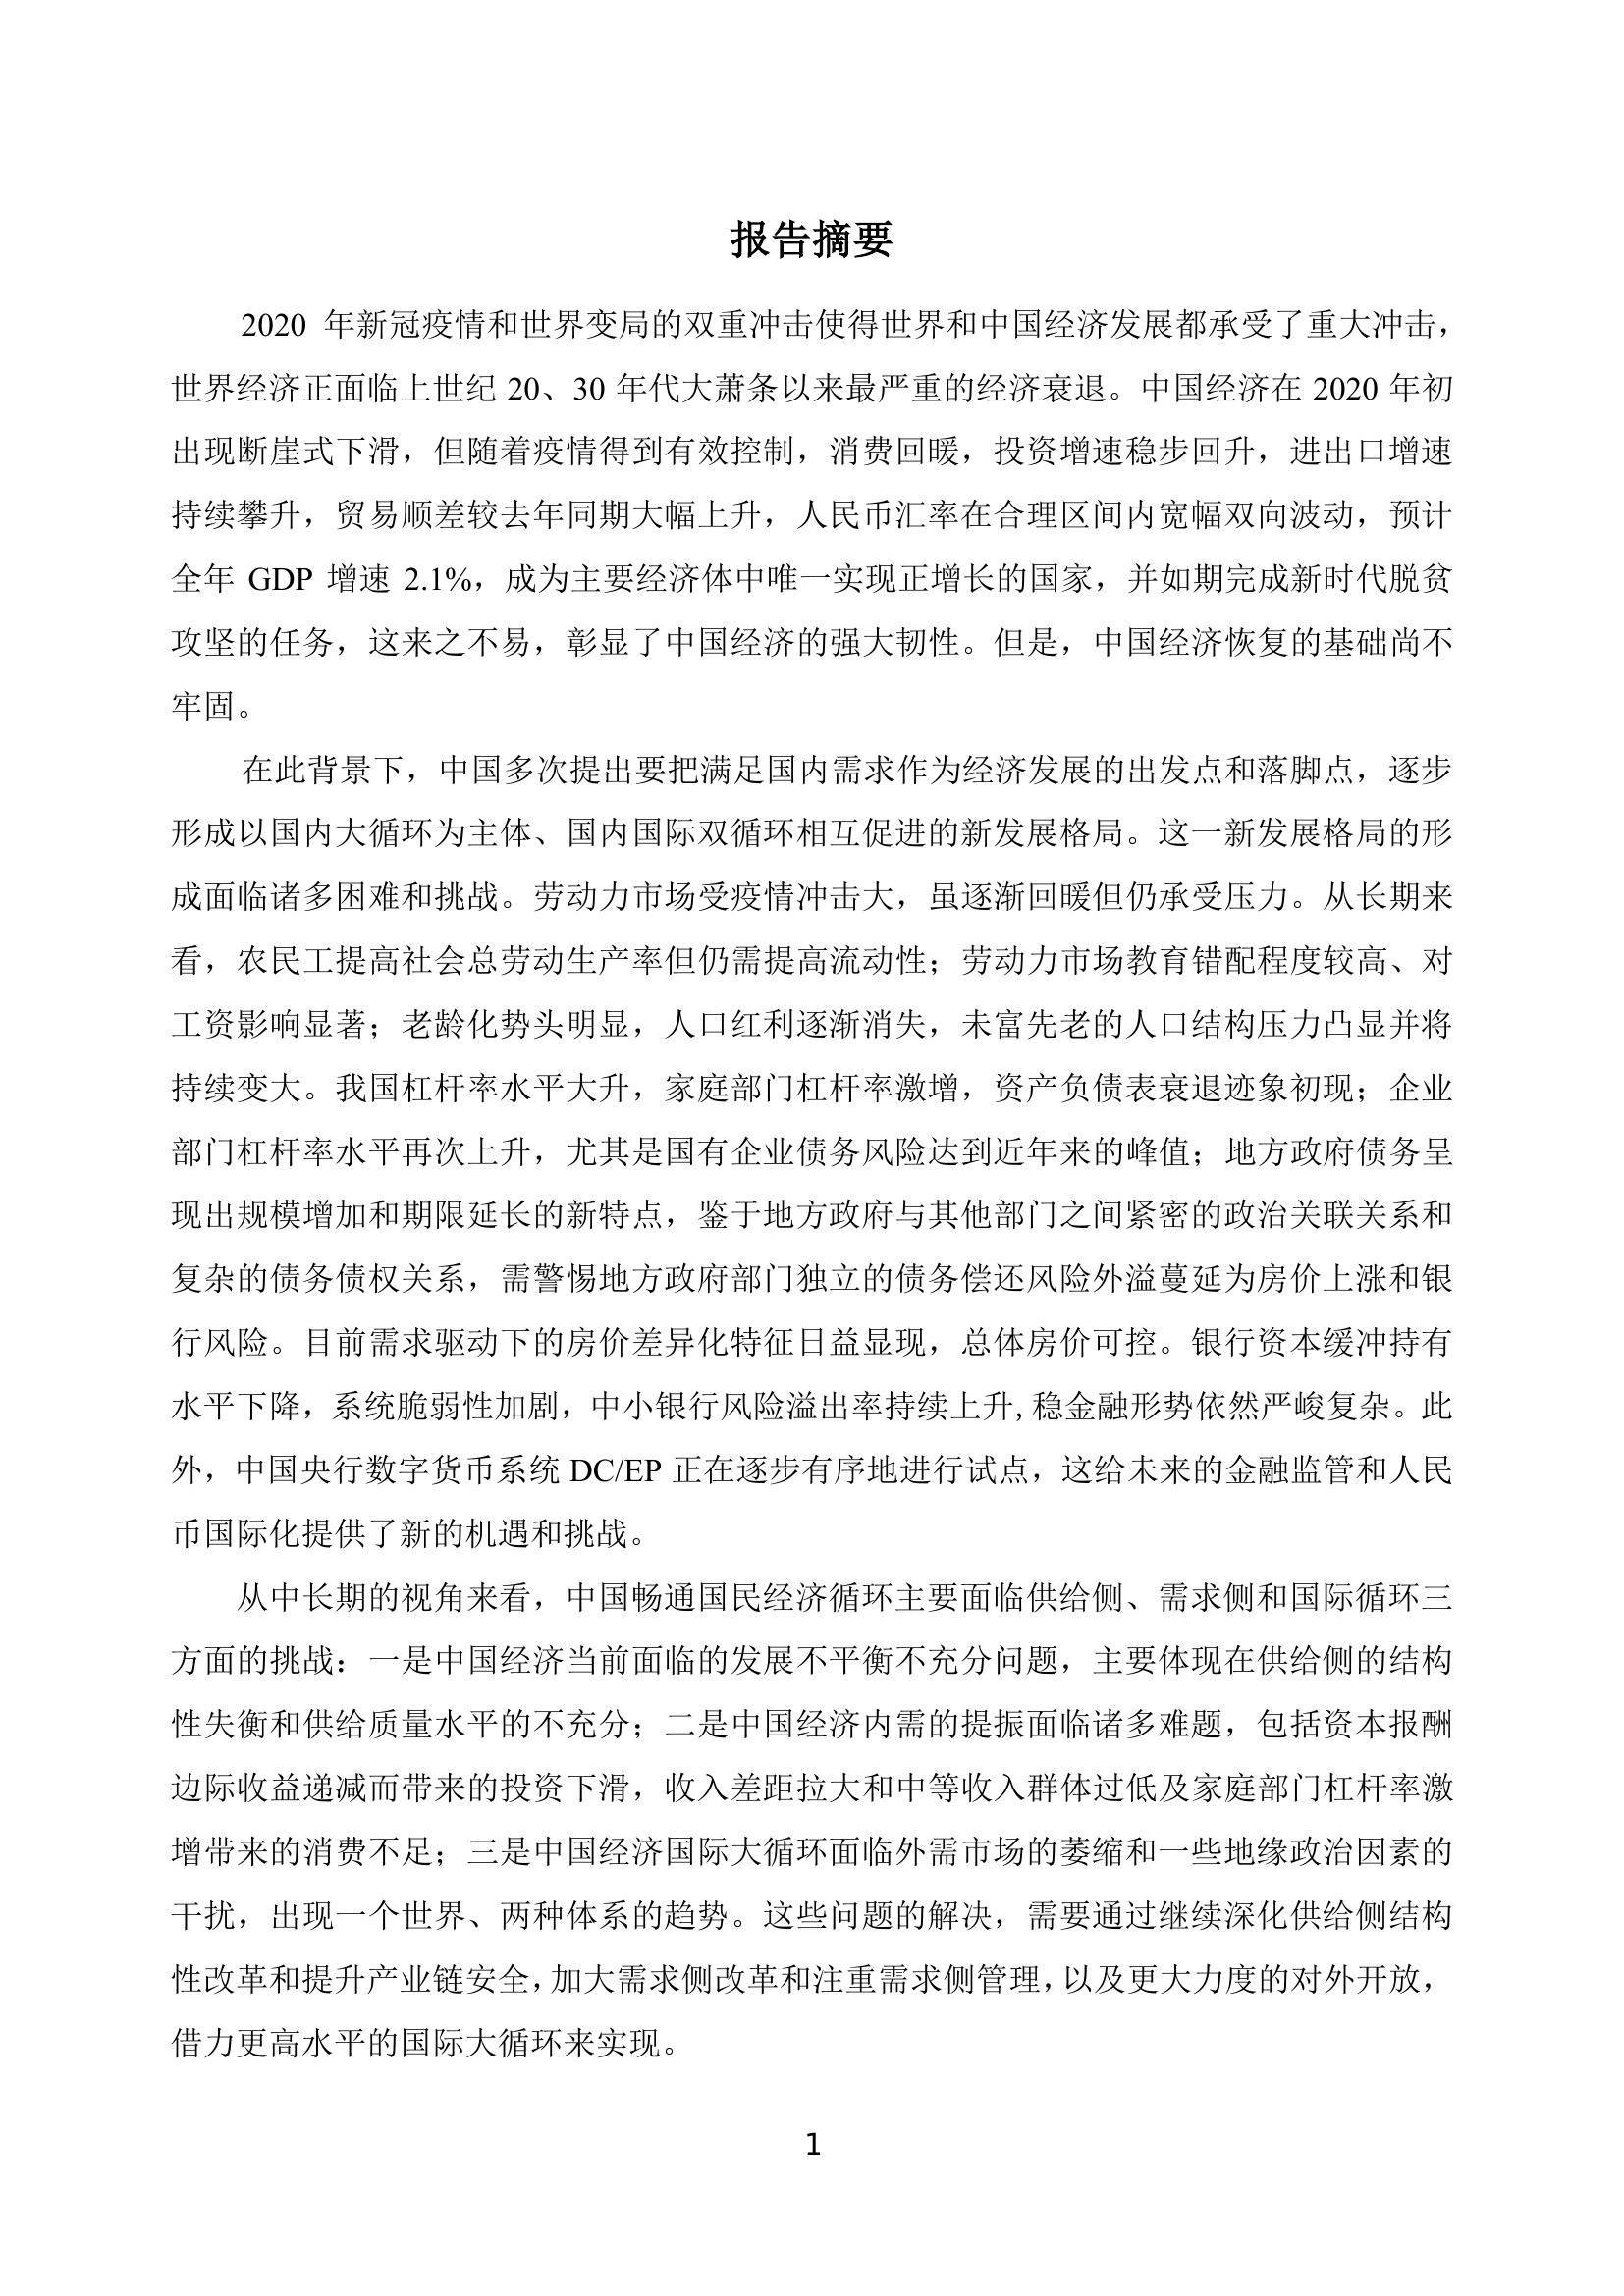 报告摘要
2020 年新冠疫情和世界变局的双重冲击使得世界和中国经济发展都承受了重大冲击，
世界经济正面临上世纪 20、30 年代大萧条以来最严重的经济衰退。中国经济在 2020 年初
出现断崖式下滑，但随着疫情得到有效控制，消费回暖，投资增速稳步回升，进出口增速
持续攀升，贸易顺差较去年同期大幅上升，人民币汇率在合理区间内宽幅双向波动，预计
全年 GDP 增速 2.1%，成为主要经济体中唯一实现正增长的国家，并如期完成新时代脱贫
攻坚的任务，这来之不易，彰显了中国经济的强大韧性。但是，中国经济恢复的基础尚不
牢固。
在此背景下，中国多次提出要把满足国内需求作为经济发展的出发点和落脚点，逐步
形成以国内大循环为主体、国内国际双循环相互促进的新发展格局。这一新发展格局的形
成面临诸多困难和挑战。劳动力市场受疫情冲击大，虽逐渐回暖但仍承受压力。从长期来
看，农民工提高社会总劳动生产率但仍需提高流动性；劳动力市场教育错配程度较高、对
工资影响显著；老龄化势头明显，人口红利逐渐消失，未富先老的人口结构压力凸显并将
持续变大。我国杠杆率水平大升，家庭部门杠杆率激增，资产负债表衰退迹象初现；企业
部门杠杆率水平再次上升，尤其是国有企业债务风险达到近年来的峰值；地方政府债务呈
现出规模增加和期限延长的新特点，鉴于地方政府与其他部门之间紧密的政治关联关系和
复杂的债务债权关系，需警惕地方政府部门独立的债务偿还风险外溢蔓延为房价上涨和银
行风险。目前需求驱动下的房价差异化特征日益显现，总体房价可控。银行资本缓冲持有
水平下降，系统脆弱性加剧，中小银行风险溢出率持续上升,稳金融形势依然严峻复杂。此
外，中国央行数字货币系统 DC/EP 正在逐步有序地进行试点，这给未来的金融监管和人民
币国际化提供了新的机遇和挑战。
从中长期的视角来看，中国畅通国民经济循环主要面临供给侧、需求侧和国际循环三
方面的挑战：一是中国经济当前面临的发展不平衡不充分问题，主要体现在供给侧的结构
性失衡和供给质量水平的不充分；二是中国经济内需的提振面临诸多难题，包括资本报酬
边际收益递减而带来的投资下滑，收入差距拉大和中等收入群体过低及家庭部门杠杆率激
增带来的消费不足；三是中国经济国际大循环面临外需市场的萎缩和一些地缘政治因素的
干扰，出现一个世界、两种体系的趋势。这些问题的解决，需要通过继续深化供给侧结构
性改革和提升产业链安全，加大需求侧改革和注重需求侧管理，以及更大力度的对外开放，
借力更高水平的国际大循环来实现。
1